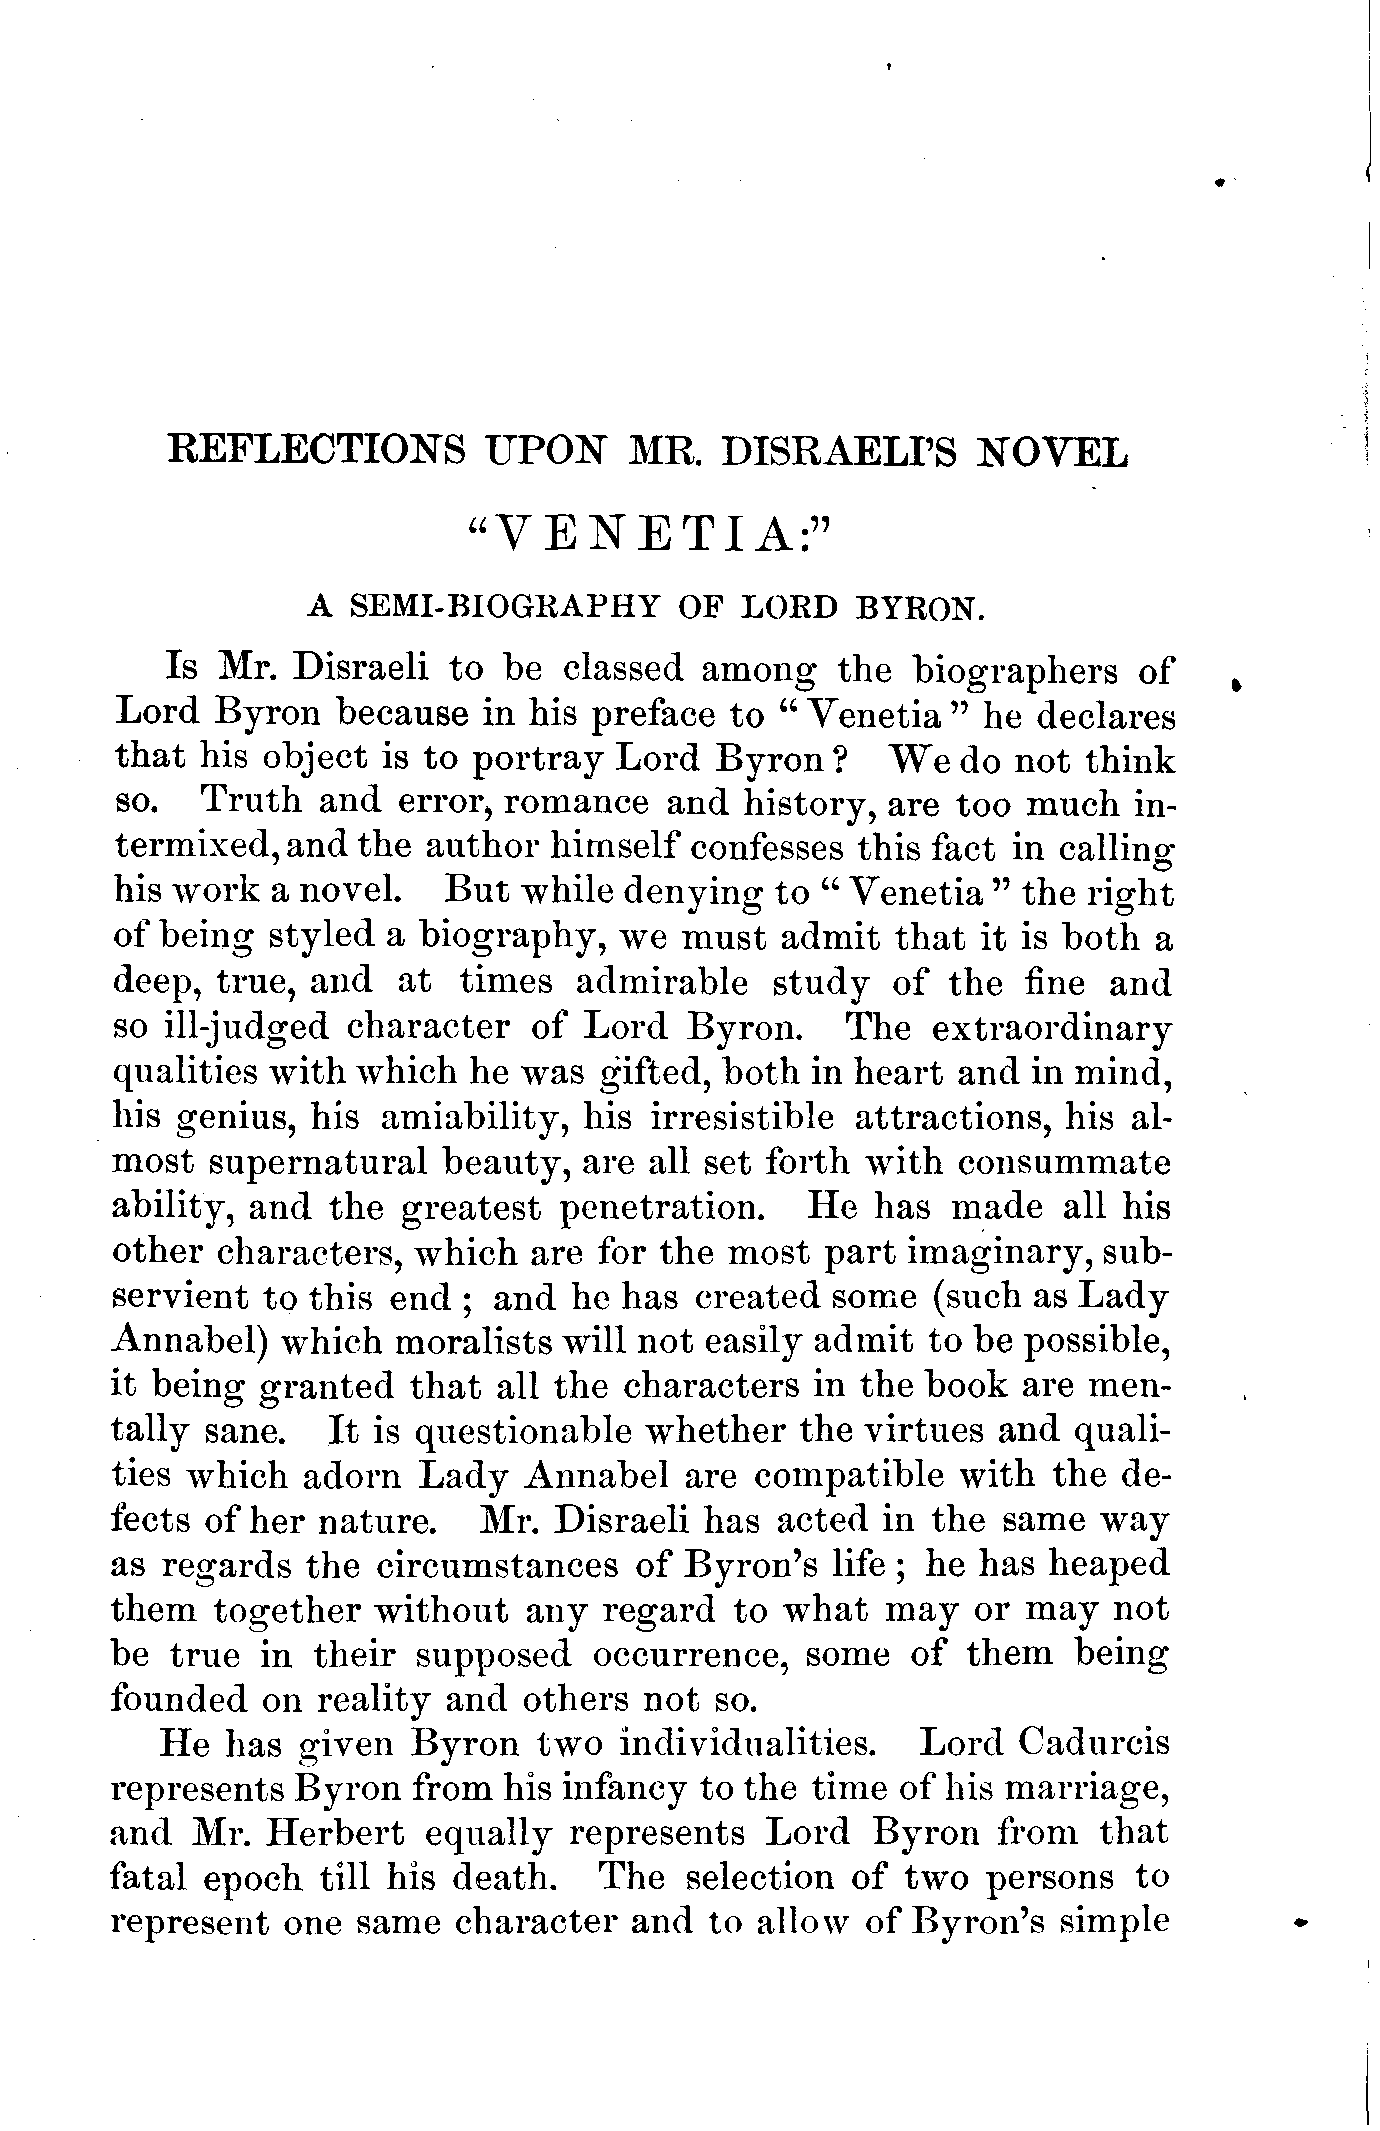 REFLECTIONS UPON MR. DISRAELI'S NOVEL
"VENETIA:"
A SEMI-BIOGRAPHY OF LORD BYRON.
Is Mr. Disraeli to be classed among the biographers of
Lord Byron because in his preface to "Venetia" he declares
that his object is to portray Lord Byron? We do not think
so. Truth and error, romance and history, are too much in-
termixed, and the author himself confesses this fact in calling
his work a novel. But while denying to "Venetia" the right
of being styled a biography, we must admit that it is both a
deep, true, and at times admirable study of the fine and
so ill-judged character of Lord Byron. The extraordinary
qualities with which he was gifted, both in heart and in mind,
his genius, his amiability, his irresistible attractions, his al-
most supernatural beauty, are all set forth with consummate
ability, and the greatest penetration. He has made all his
other characters, which are for the most part imaginary, sub-
servient to this end; and he has created some (such as Lady
Annabel) which moralists will not easily admit to be possible,
it being granted that all the characters in the book are men-
tally sane. It is questionable whether the virtues and quali-
ties which adorn Lady Annabel are compatible with the de-
fects of her nature. Mr. Disraeli has acted in the same way
as regards the circumstances of Byron's life; he has heaped
them together without any regard to what may or may not
be true in their supposed occurrence, some of them being
founded on reality and others not so.
He has given Byron two individualities. Lord Cadurcis
represents Byron from his infancy to the time of his marriage,
and Mr. Herbert equally represents Lord Byron from that
fatal epoch till his death. The selection of two persons to
represent one same character and to allow of Byron's simple